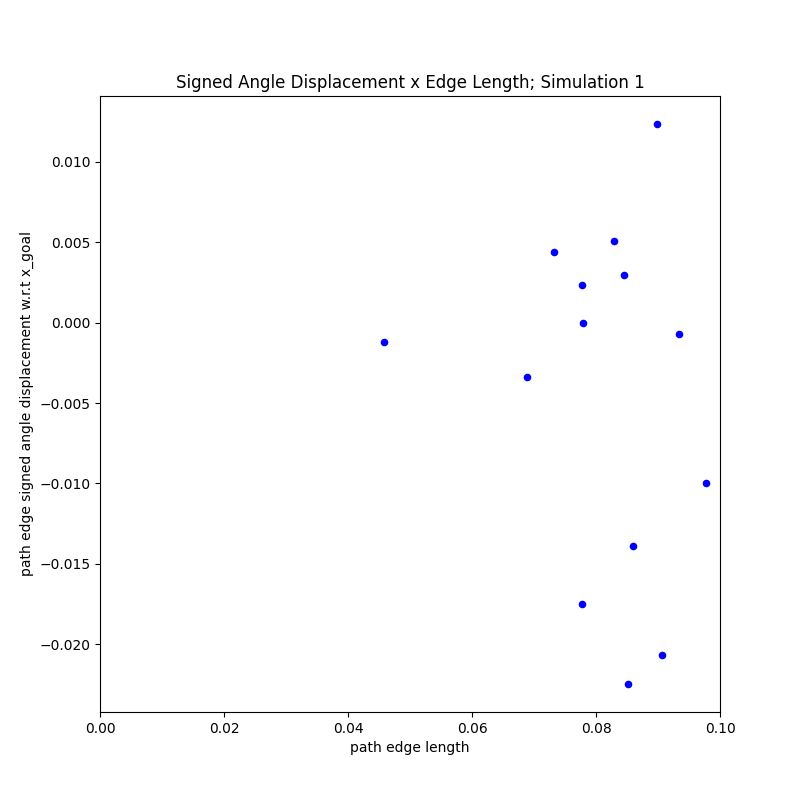 Signed Angle Displacement x Edge Length; Simulation 1
path edge signed angle displacement w.r.t x_goal
0.010
0.005
0.000
−0.005
−0.010
−0.015
−0.020
0.00 0.02 0.04 0.06 0.08 0.10
path edge length